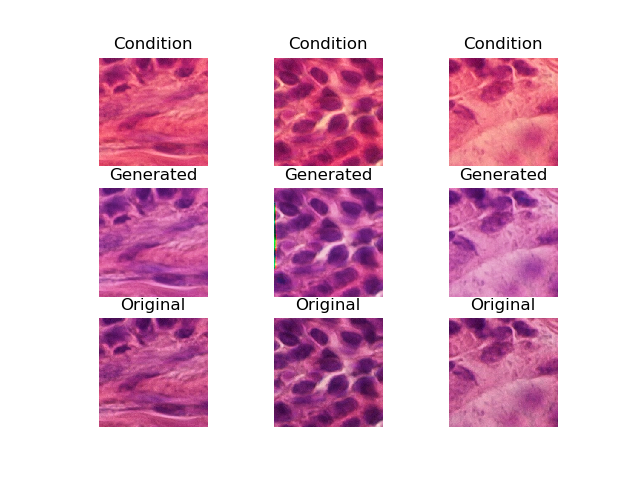 Condition Condition Condition
Generated Generated Generated
Original Original Original